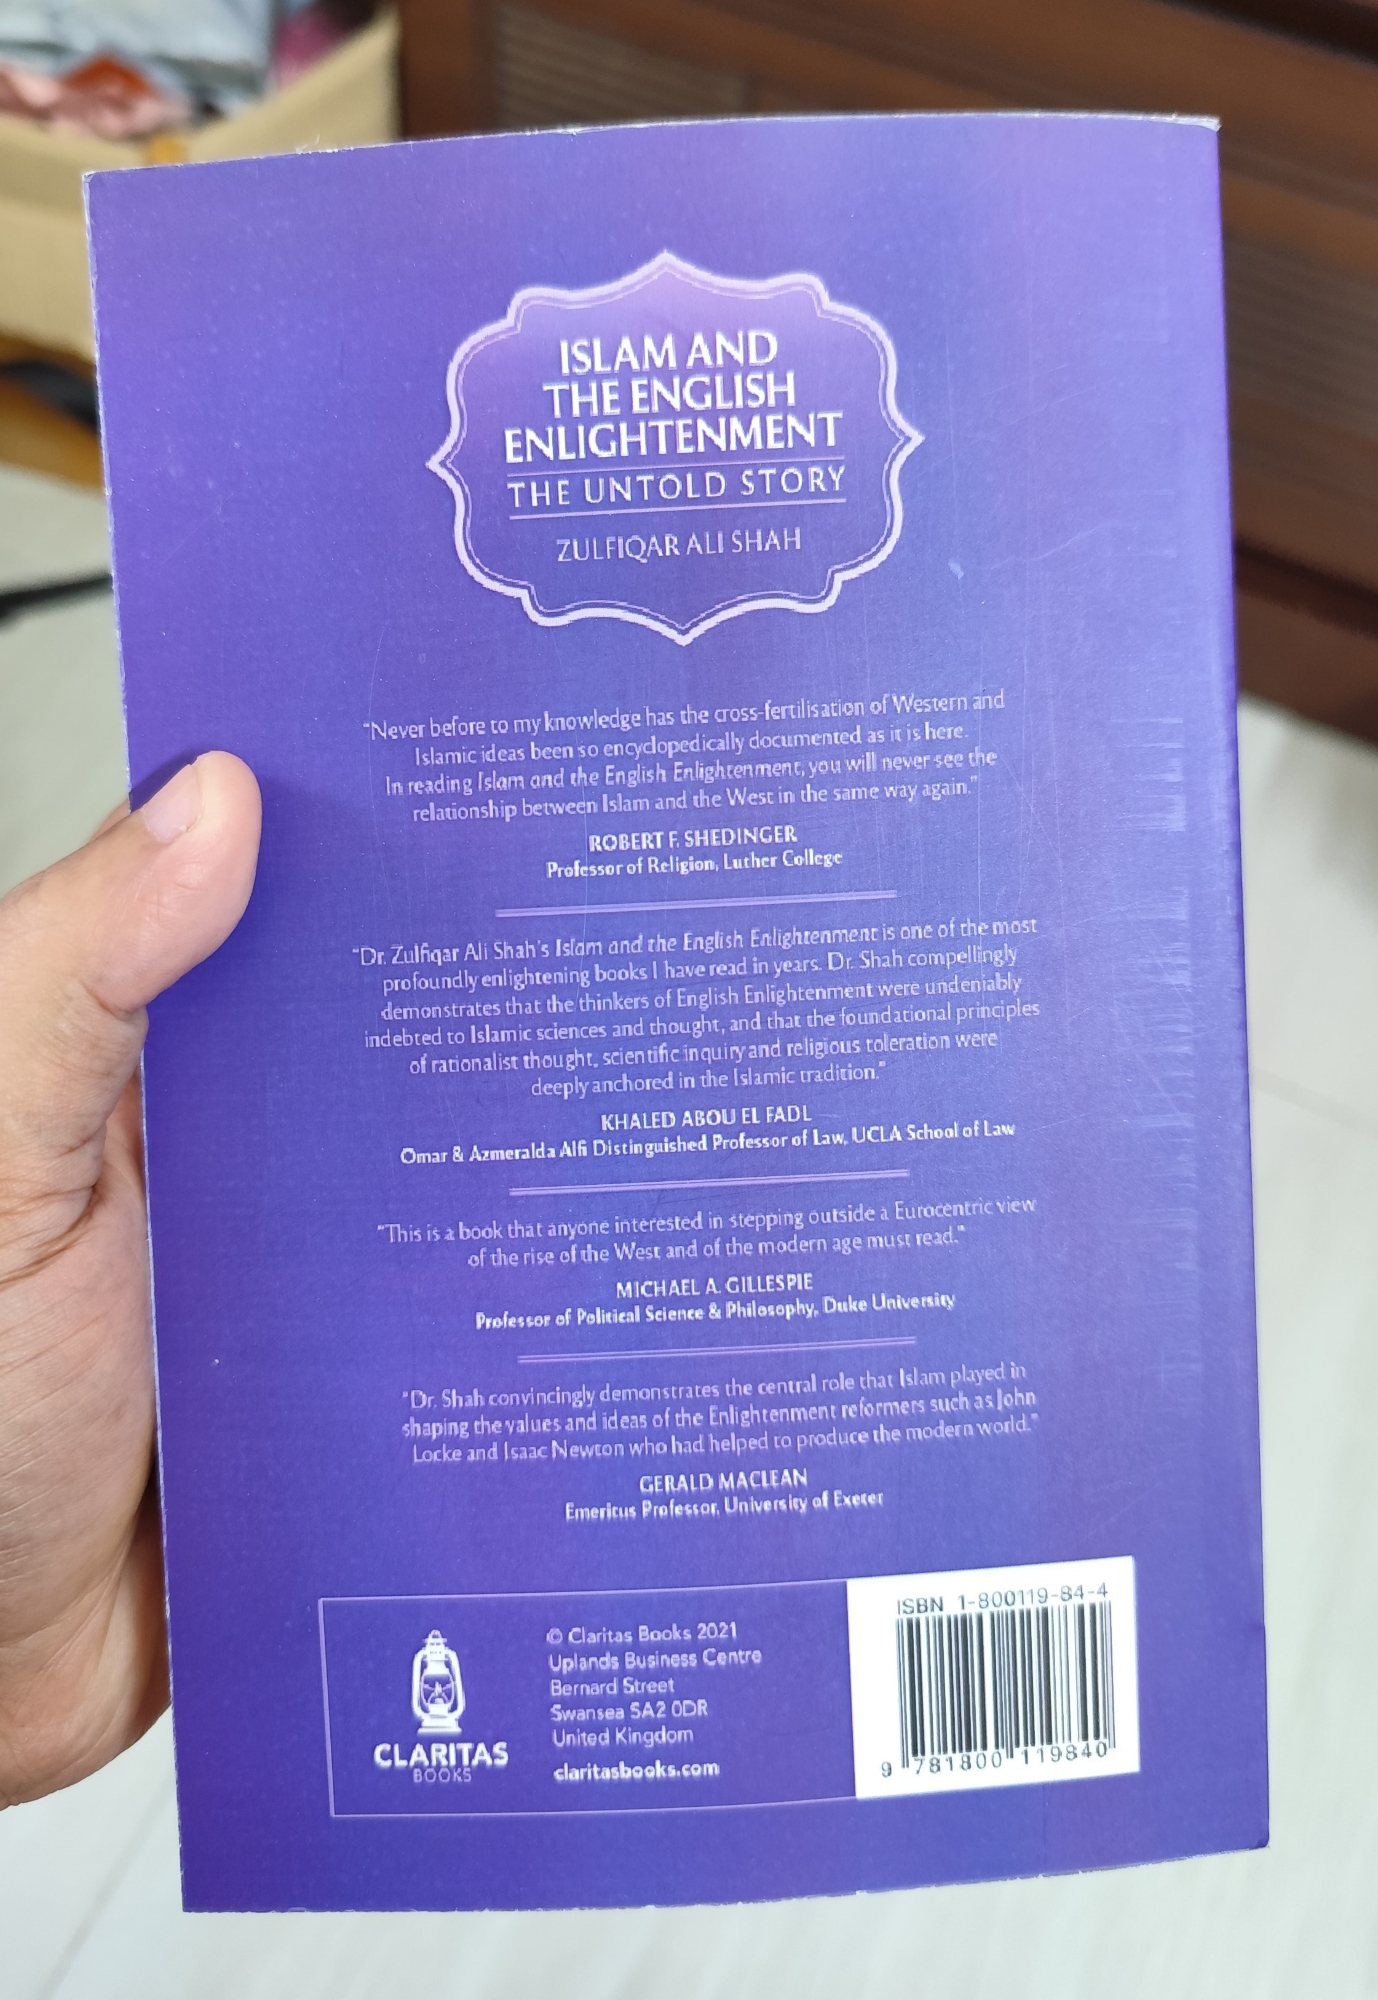 ISLAM AND
THE ENGLISH
ENLIGHTENMENT
THE UNTOLD STORY
ZULFIQAR ALI SHAH
“Never before to my knowledge has the cross-fertilisation of Western and
Islamic ideas been so encyclopedically documented as it is here.
In reading Islam and the English Enlightenment, you will never see the
relationship between Islam and the West in the same way again.”
ROBERT F. SHEDINGER
Professor of Religion, Luther College
“Dr. Zulfiqar Ali Shah's Islam and the English Enlightenment is one of the most
profoundly enlightening books I have read in years. Dr. Shah compellingly
demonstrates that the thinkers of English Enlightenment were undeniably
indebted to Islamic sciences and thought, and that the foundational principles
of rationalist thought, scientific inquiry and religious toleration were
deeply anchored in the Islamic tradition.”
KHALED ABOU EL FADL
Omar & Azmeralda Alfi Distinguished Professor of Law, UCLA School of Law
“This is a book that anyone interested in stepping outside a Eurocentric view
of the rise of the West and of the modern age must read.”
MICHAEL A. GILLESPIE
Professor of Political Science & Philosophy, Duke University
“Dr. Shah convincingly demonstrates the central role that Islam played in
shaping the values and ideas of the Enlightenment reformers such as John
Locke and Isaac Newton who had helped to produce the modern world.”
GERALD MACLEAN
Emeritus Professor, University of Exeter
CLARITAS
BOOKS
© Claritas Books 2021
Uplands Business Centre
Bernard Street
Swansea SA2 0DR
United Kingdom
claritasbooks.com
ISBN 1-800119-84-4
9 781800 119840